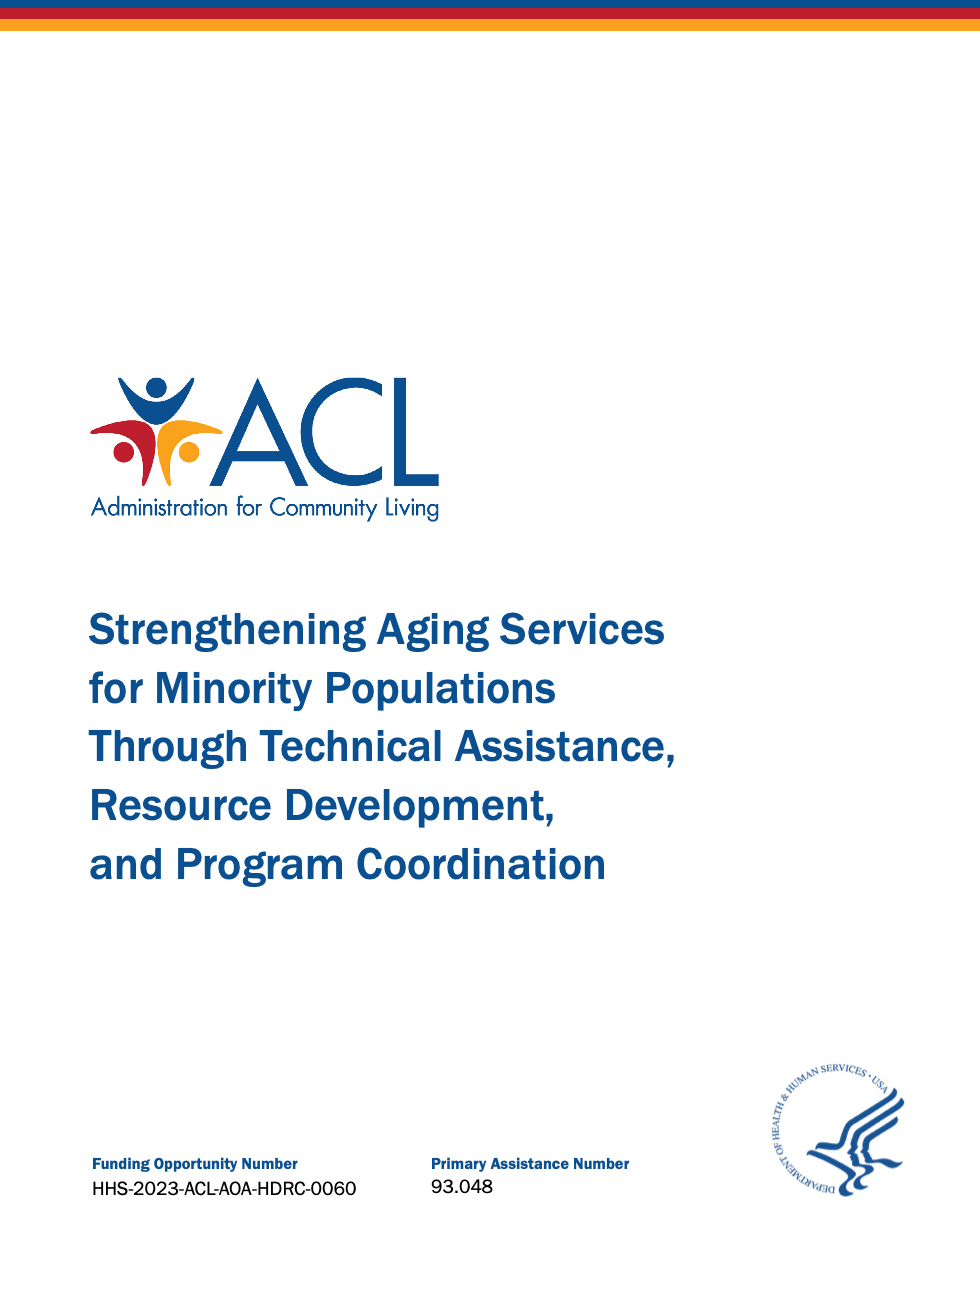 ACL
Administration for Community Living
Strengthening Aging Services
for Minority Populations
Through Technical Assistance,
Resource Development,
and Program Coordination
DEPARTMENT OF HEALTH & HUMAN SERVICES • USA
Funding Opportunity Number
HHS-2023-ACL-AOA-HDRC-0060
Primary Assistance Number
93.048